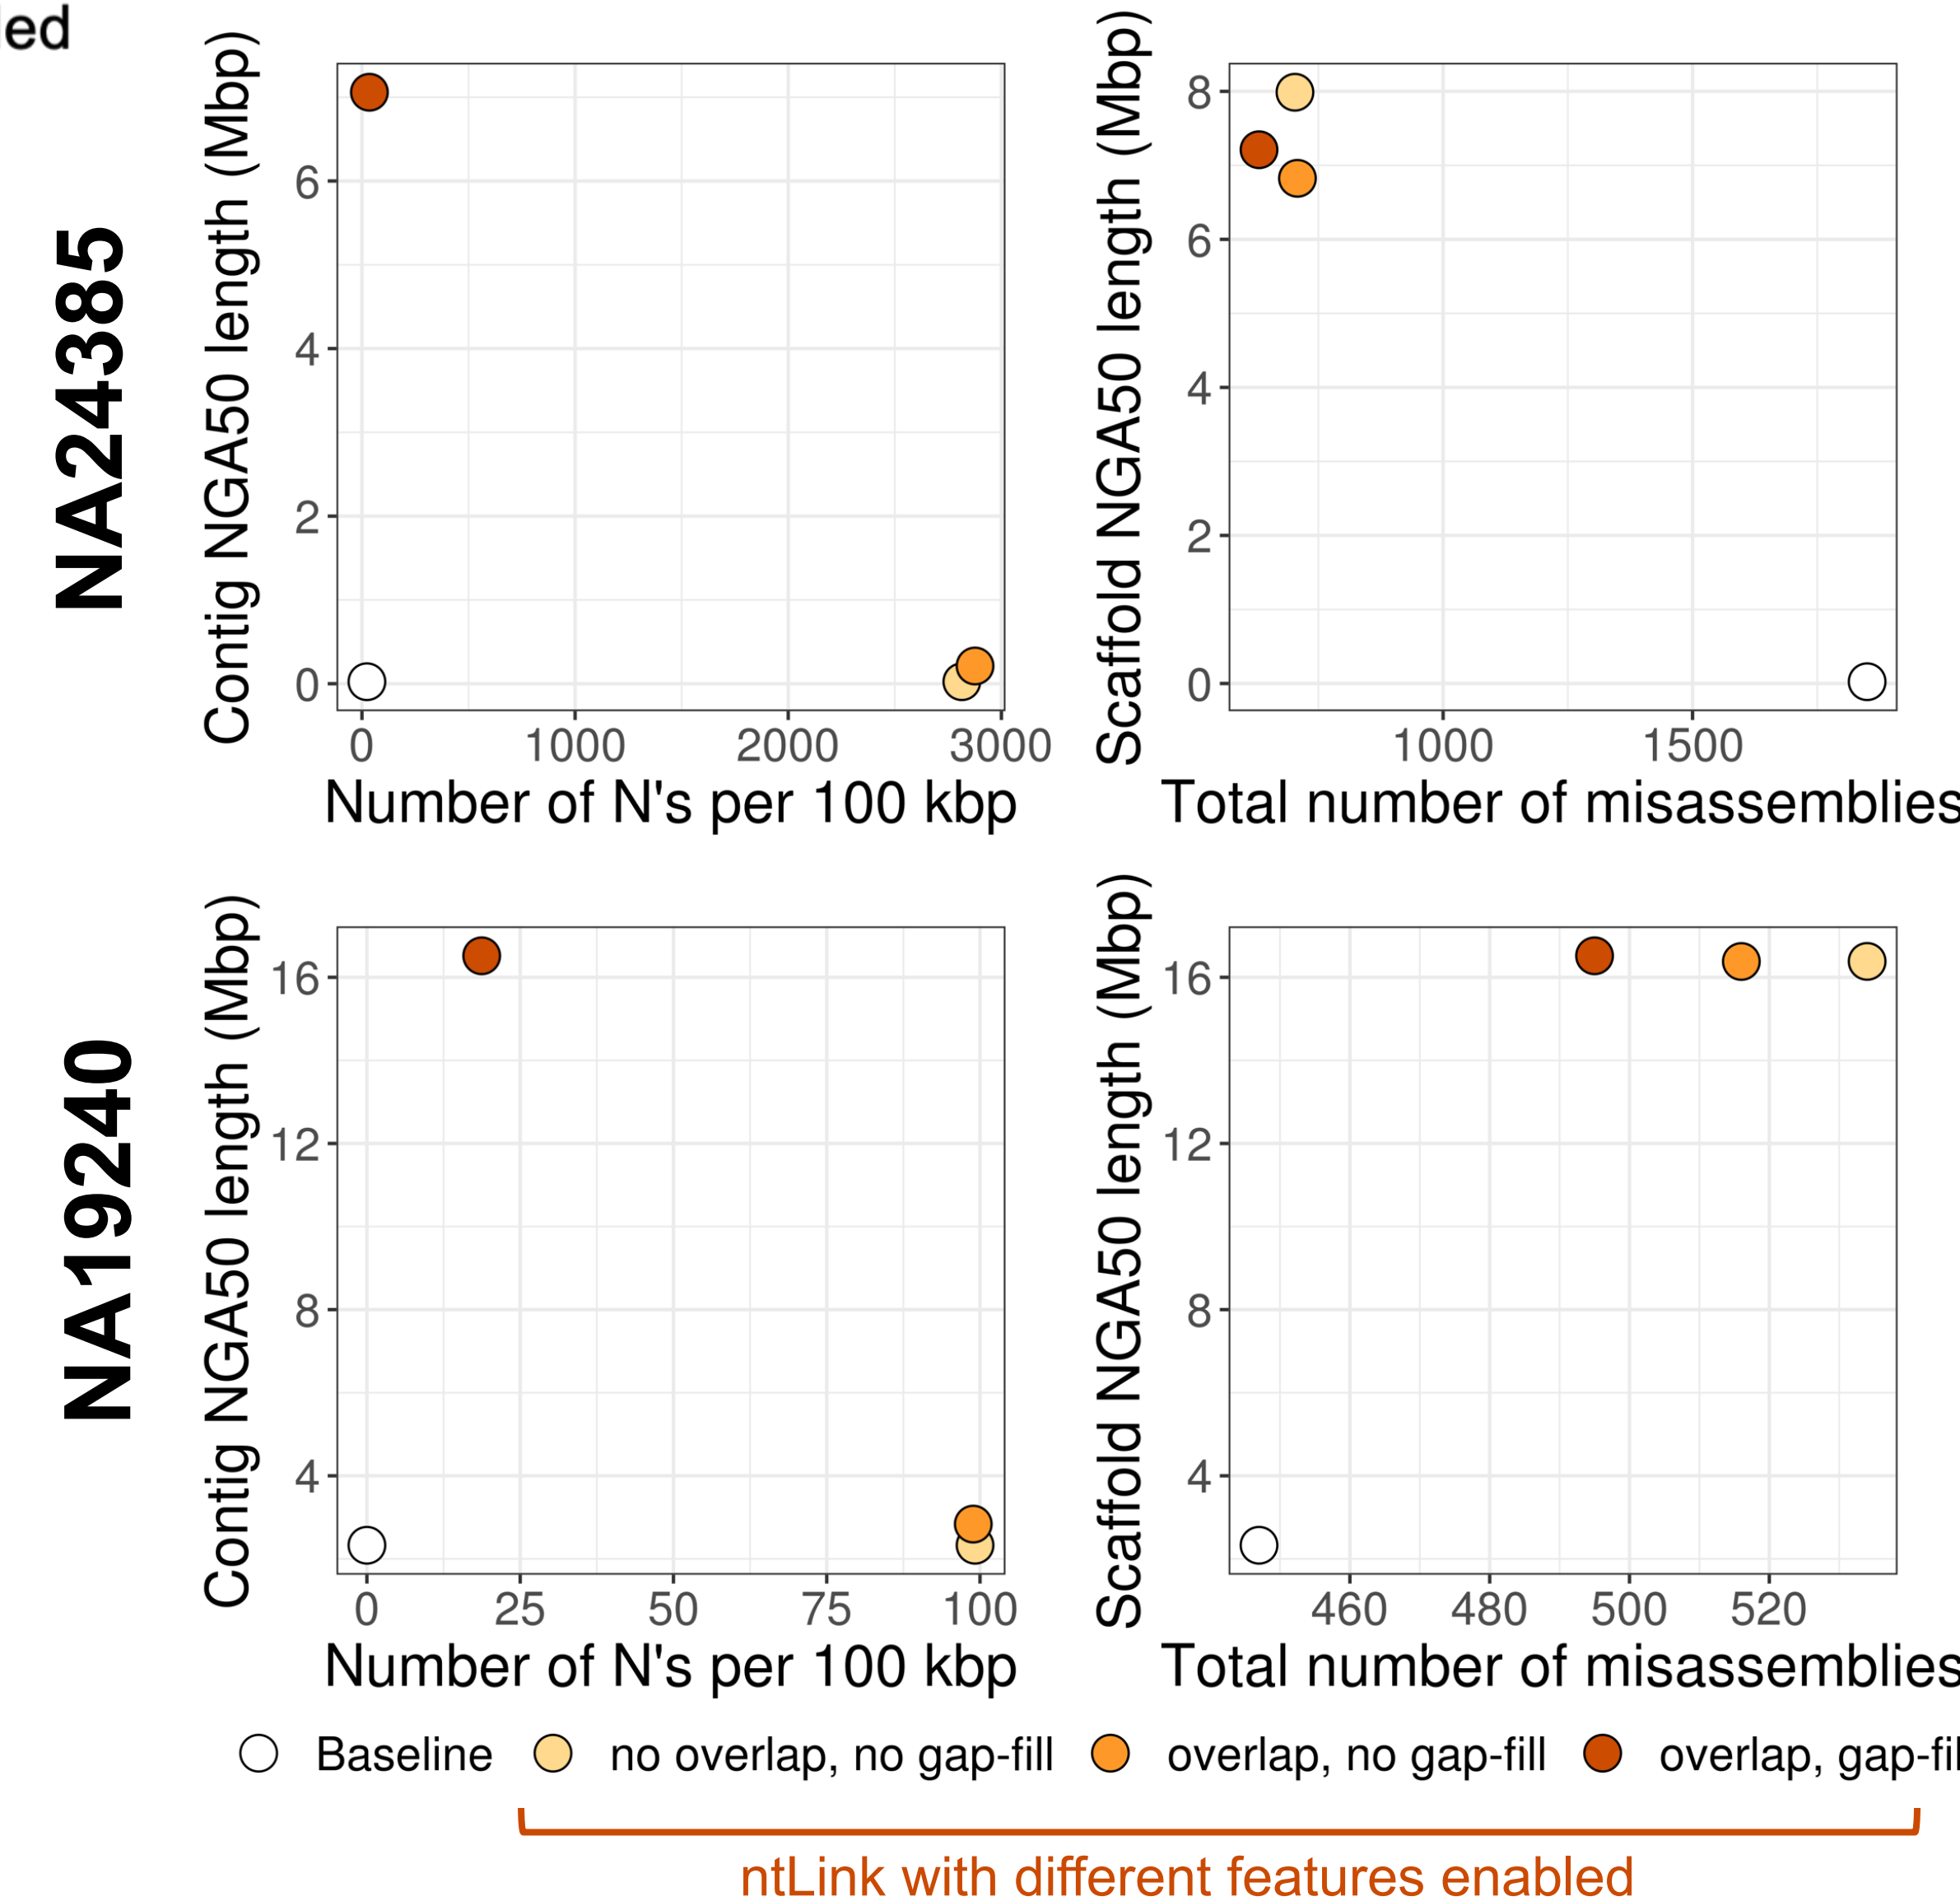 ed
NA24385
Contig NGA50 length (Mbp)
6
4
2
0
0 1000 2000 3000
Number of N's per 100 kbp
Scaffold NGA50 length (Mbp)
8
6
4
2
0
1000 1500
Total number of misassemblies
NA19240
Contig NGA50 length (Mbp)
16
12
8
4
0 25 50 75 100
Number of N's per 100 kbp
Scaffold NGA50 length (Mbp)
16
12
8
4
460 480 500 520
Total number of misassemblies
Baseline no overlap, no gap-fill overlap, no gap-fill overlap, gap-fil
ntLink with different features enabled